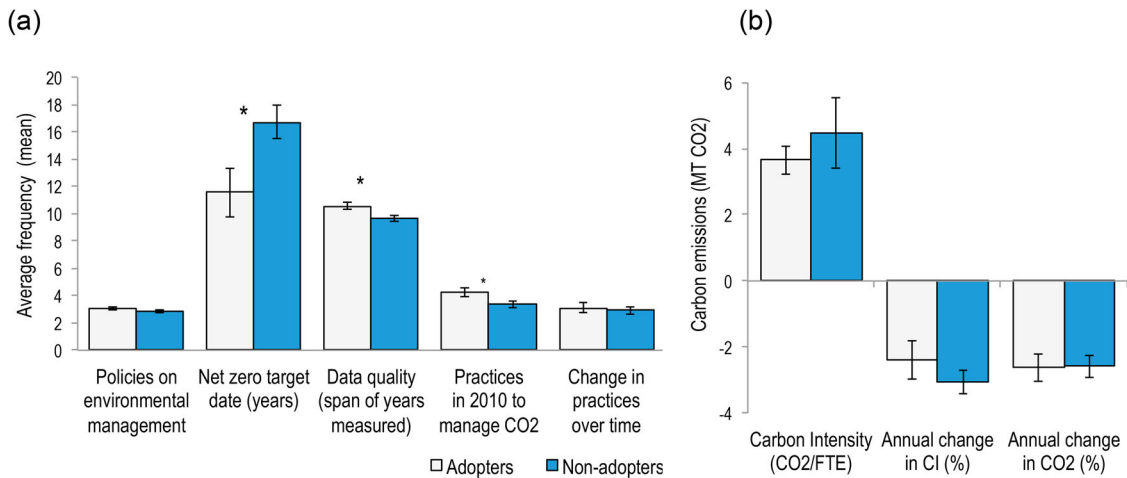 (a)
Average frequency (mean)
20
18
16
14
12
10
8
6
4
2
0
*
*
*
Policies on
environmental
management
Net zero target
date (years)
Data quality
(span of years
measured)
Practices
in 2010 to
manage CO2
Change in
practices
over time
Adopters
Non-adopters
(b)
Carbon emissions (MT CO2)
6
4
2
0
-2
-4
Carbon Intensity
(CO2/FTE)
Annual change
in CI (%)
Annual change
in CO2 (%)